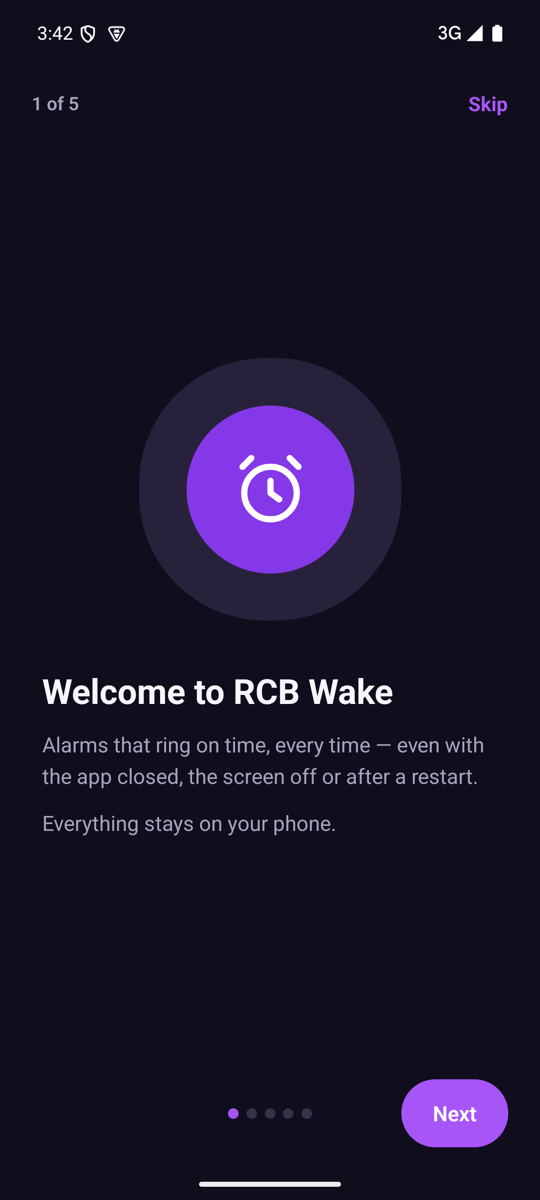 3:42
3G
1 of 5
Skip
Welcome to RCB Wake
Alarms that ring on time, every time — even with
the app closed, the screen off or after a restart.
Everything stays on your phone.
Next